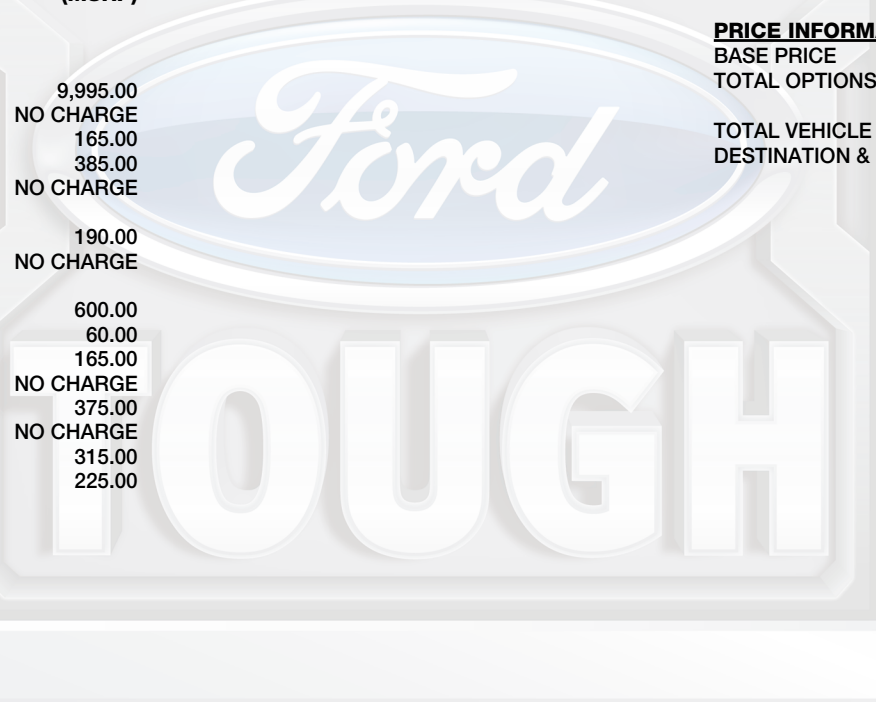 (MSRP)
9,995.00
NO CHARGE
165.00
385.00
NO CHARGE
190.00
NO CHARGE
600.00
60.00
165.00
NO CHARGE
375.00
NO CHARGE
315.00
225.00
PRICE INFORMA
BASE PRICE
TOTAL OPTIONS
TOTAL VEHICLE
DESTINATION &
Ford
TOUGH